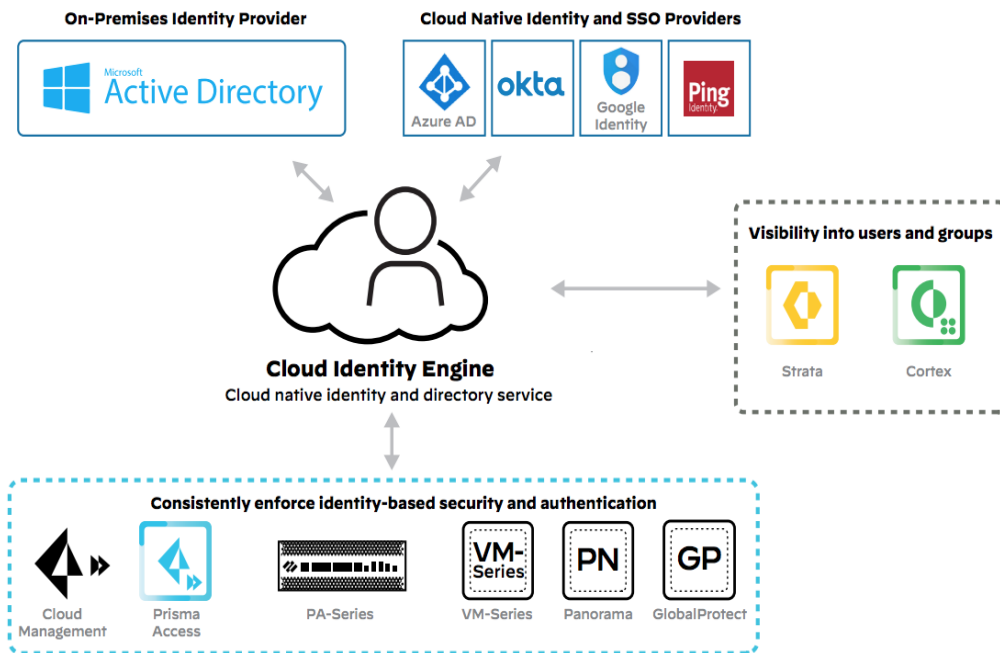 On-Premises Identity Provider
Cloud Native Identity and SSO Providers
Microsoft
Active Directory
Azure AD
okta
Google
Identity
Ping
Identity
Visibility into users and groups
Strata
Cortex
Cloud Identity Engine
Cloud native identity and directory service
Consistently enforce identity-based security and authentication
VM-
Series
PN
GP
Cloud
Management
Prisma
Access
PA-Series
VM-Series
Panorama
GlobalProtect